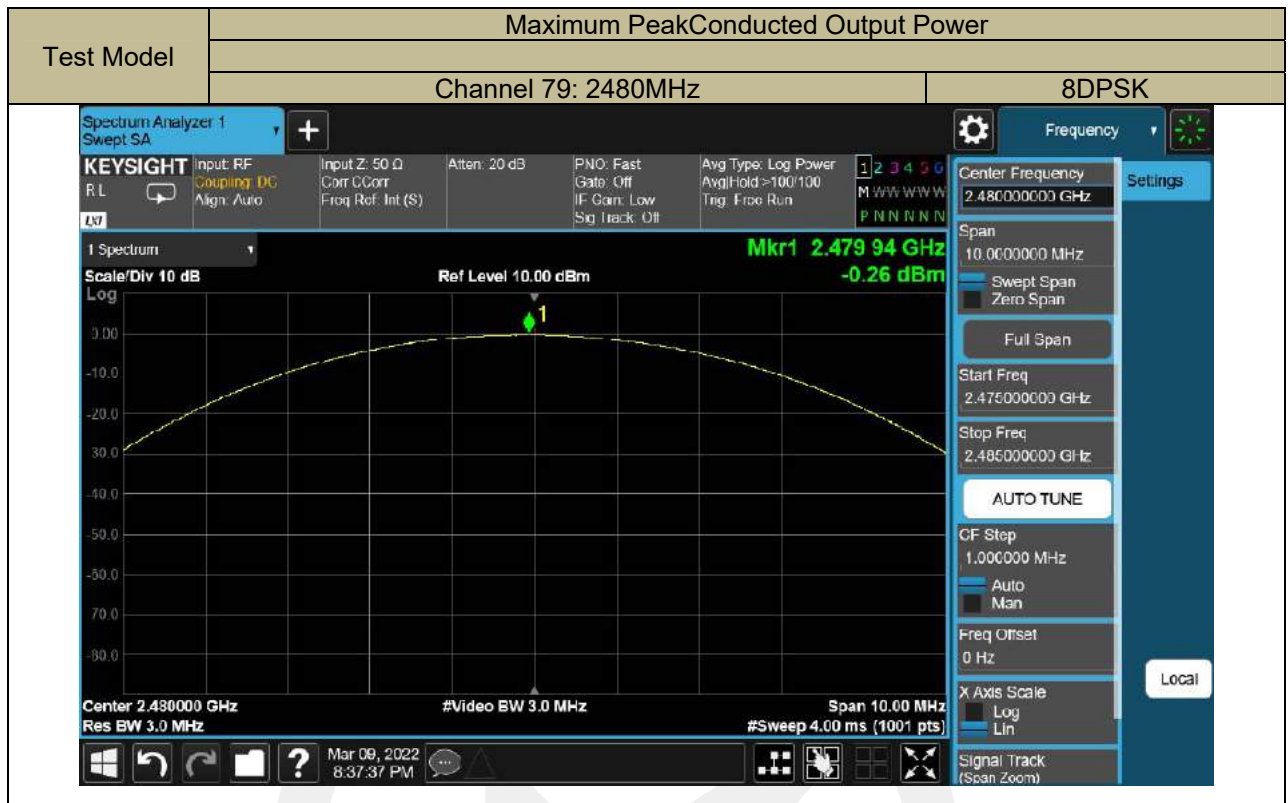 Test Model
Maximum PeakConducted Output Power
Channel 79: 2480MHz
8DPSK
Spectrum Analyzer 1
Swept SA
+
Frequency
KEYSIGHT
RL
LXI
Input: RF
Coupling: DC
Align: Auto
Input Z: 50 Ω
Corr CCorr
Freq Ref: Int (S)
Atten: 20 dB
PNO: Fast
Gate: Off
IF Gain: Low
Sig Track: Off
Avg Type: Log Power
Avg|Hold:>100/100
Trig: Free Run
1 2 3 4 5 6
M W W W W W
P N N N N N
Settings
1 Spectrum
Scale/Div 10 dB
Log
Ref Level 10.00 dBm
Mkr1 2.479 94 GHz
-0.26 dBm
1
0.00
-10.0
-20.0
-30.0
-40.0
-50.0
-60.0
-70.0
-80.0
Center 2.480000 GHz
Res BW 3.0 MHz
#Video BW 3.0 MHz
Span 10.00 MHz
#Sweep 4.00 ms (1001 pts)
Center Frequency
2.480000000 GHz
Span
10.0000000 MHz
Swept Span
Zero Span
Full Span
Start Freq
2.475000000 GHz
Stop Freq
2.485000000 GHz
AUTO TUNE
CF Step
1.000000 MHz
Auto
Man
Freq Offset
0 Hz
X Axis Scale
Log
Lin
Signal Track
(Span Zoom)
Local
?
Mar 09, 2022
8:37:37 PM